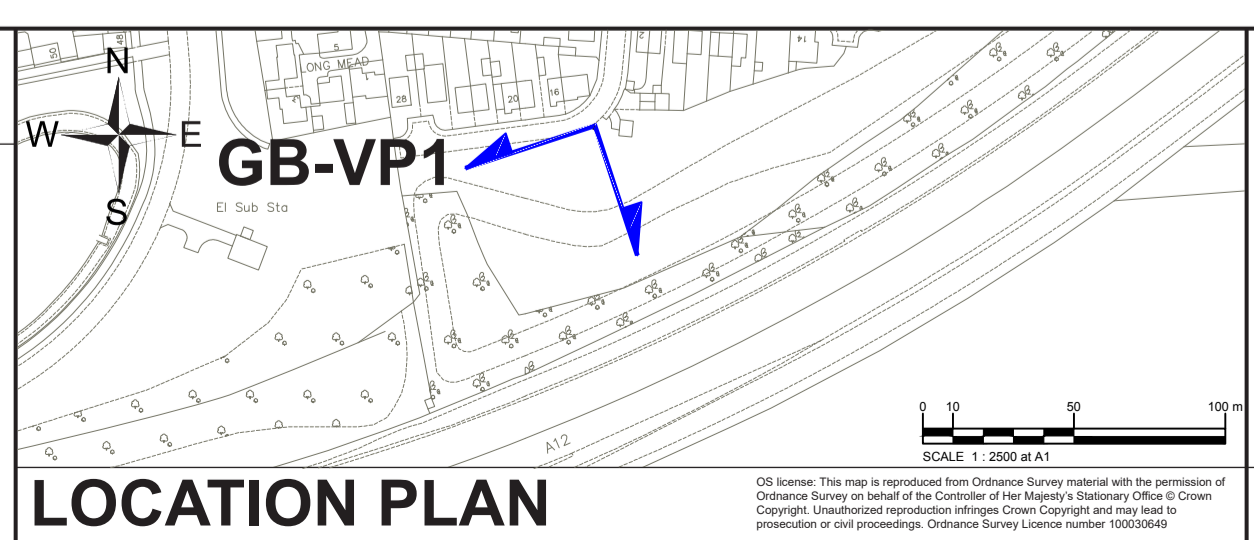 50
48
N
W
E
S
5
LONG MEAD
28
20
16
2
14
GB-VP1
El Sub Sta
A12
0 10 50 100 m
SCALE 1 : 2500 at A1
LOCATION PLAN
OS license: This map is reproduced from Ordnance Survey material with the permission of
Ordnance Survey on behalf of the Controller of Her Majesty's Stationary Office © Crown
Copyright. Unauthorized reproduction infringes Crown Copyright and may lead to
prosecution or civil proceedings. Ordnance Survey Licence number 100030649